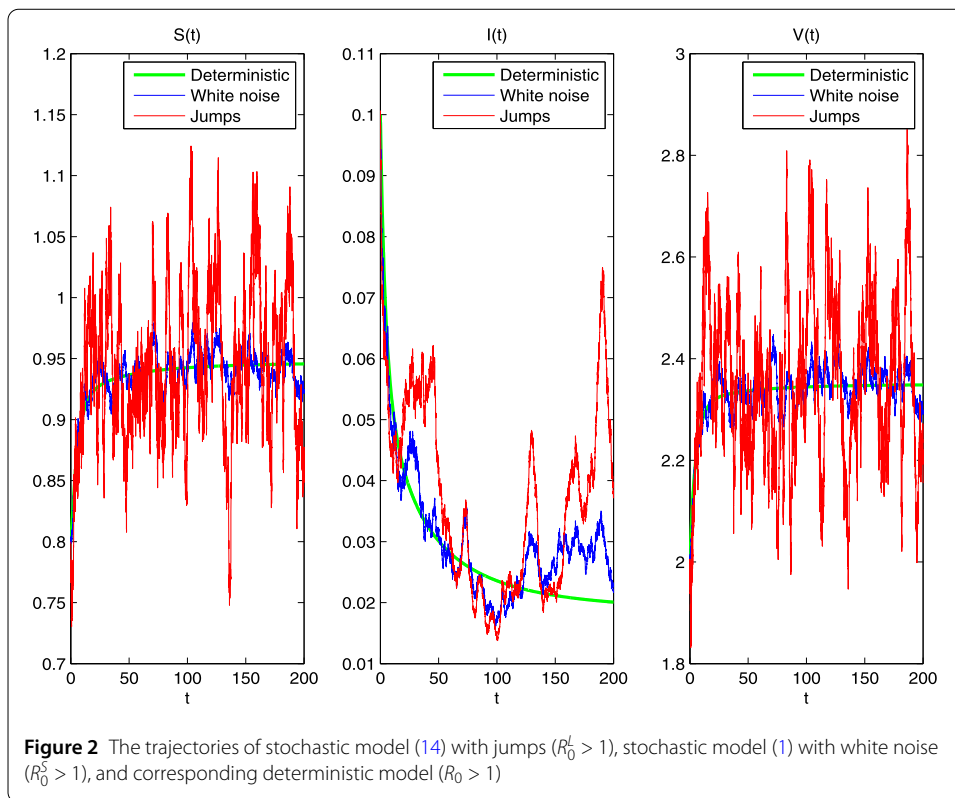 S(t)
1.2
1.15
1.1
1.05
1
0.95
0.9
0.85
0.8
0.75
0.7
0
50
100
150
200
t
Deterministic
White noise
Jumps
I(t)
0.11
0.1
0.09
0.08
0.07
0.06
0.05
0.04
0.03
0.02
0.01
0
50
100
150
200
t
Deterministic
White noise
Jumps
V(t)
3
2.8
2.6
2.4
2.2
2
1.8
0
50
100
150
200
t
Deterministic
White noise
Jumps
Figure 2 The trajectories of stochastic model (14) with jumps (R₀ᴸ > 1), stochastic model (1) with white noise
(R₀ˢ > 1), and corresponding deterministic model (R₀ > 1)